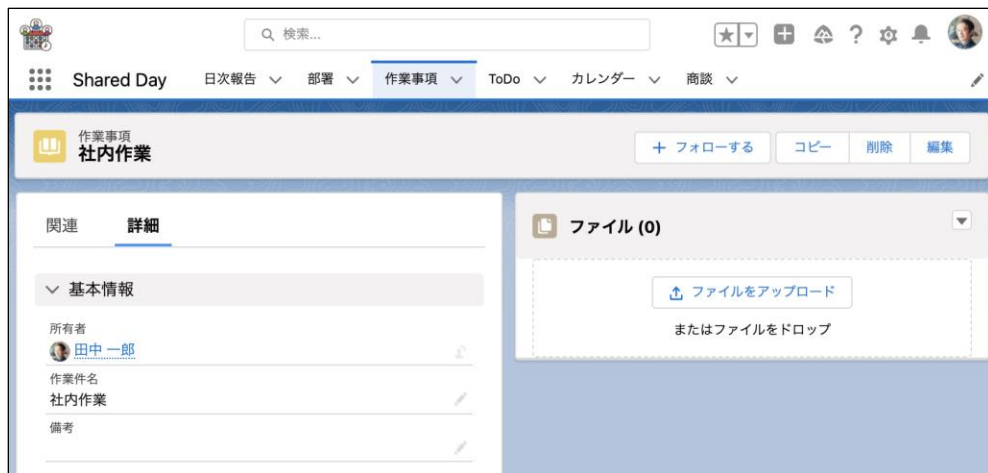 検索...
Shared Day 日次報告 部署 作業事項 ToDo カレンダー 商談
作業事項
社内作業
+ フォローする コピー 削除 編集
関連 詳細
ファイル (0)
基本情報
ファイルをアップロード
またはファイルをドロップ
所有者
田中 一郎
作業件名
社内作業
備考